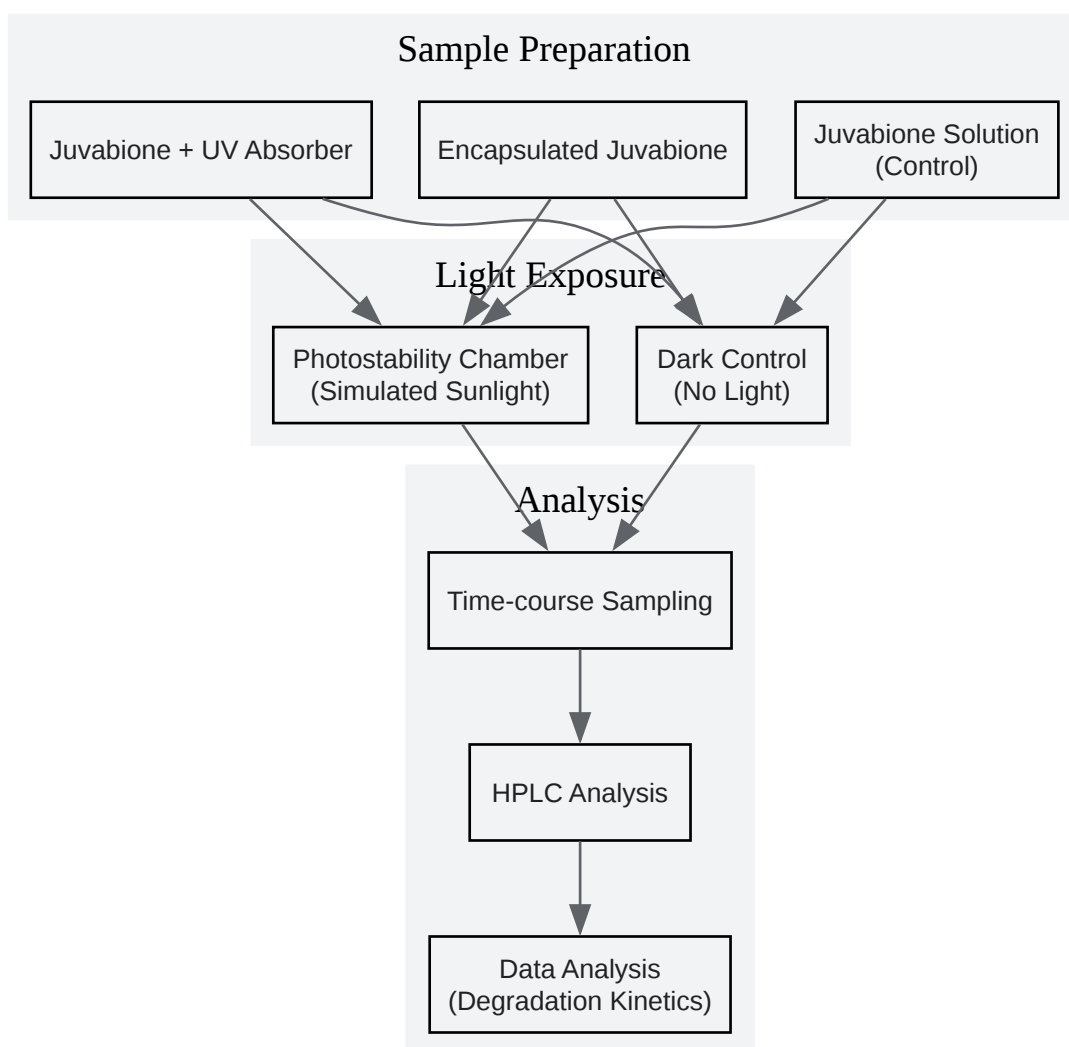 Sample Preparation
Juvabione + UV Absorber
Encapsulated Juvabione
Juvabione Solution
(Control)
Light Exposure
Photostability Chamber
(Simulated Sunlight)
Dark Control
(No Light)
Analysis
Time-course Sampling
HPLC Analysis
Data Analysis
(Degradation Kinetics)